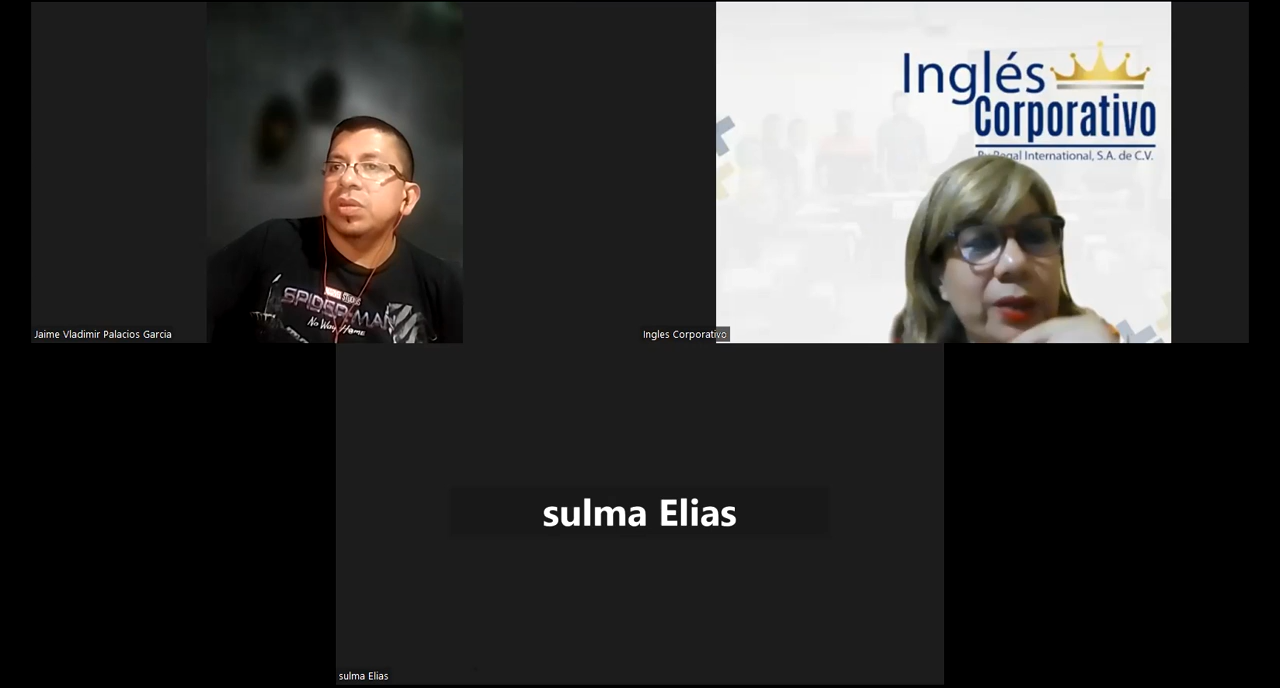 Inglés
Corporativo
By Regal International, S.A. de C.V.
SPIDER-MAN
No Way Home
Jaime Vladimir Palacios Garcia
Ingles Corporativo
sulma Elias
sulma Elias